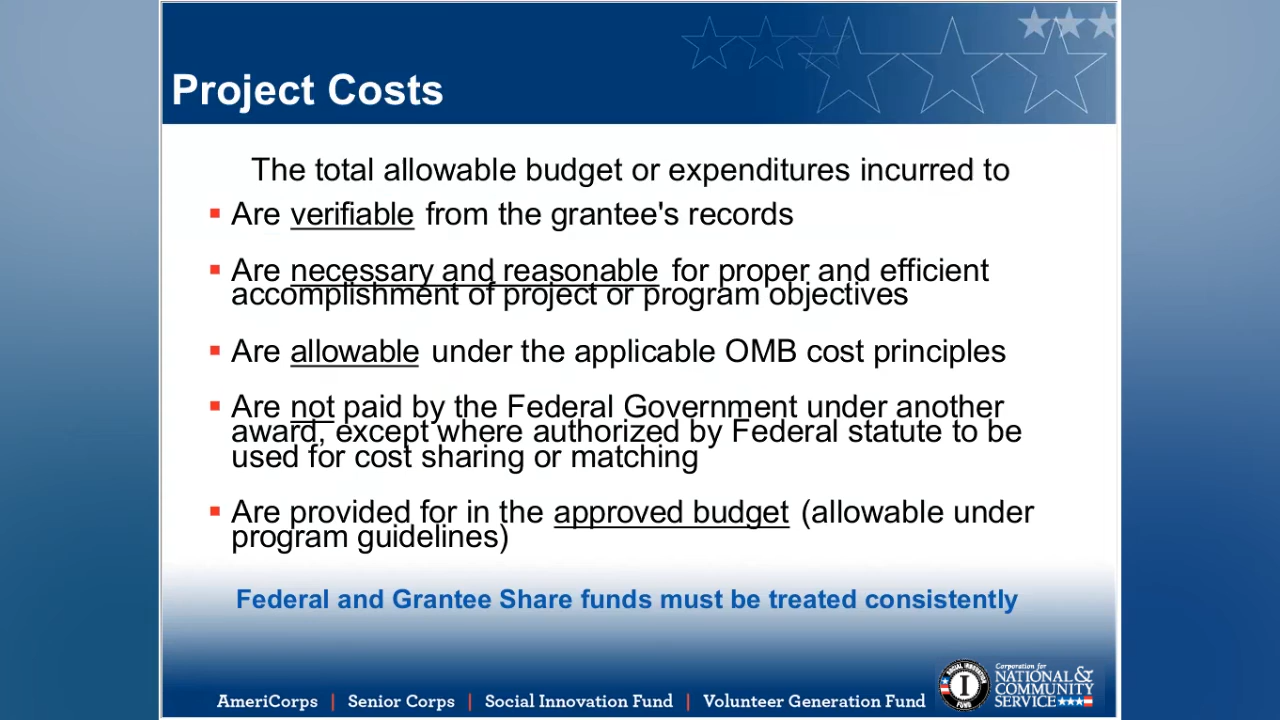 Project Costs
The total allowable budget or expenditures incurred to
Are verifiable from the grantee's records
Are necessary and reasonable for proper and efficient
accomplishment of project or program objectives
Are allowable under the applicable OMB cost principles
Are not paid by the Federal Government under another
award, except where authorized by Federal statute to be
used for cost sharing or matching
Are provided for in the approved budget (allowable under
program guidelines)
Federal and Grantee Share funds must be treated consistently
AmeriCorps | Senior Corps | Social Innovation Fund | Volunteer Generation Fund
SOCIAL INNOVATION
I
FUND
Corporation for
NATIONAL &
COMMUNITY
SERVICE